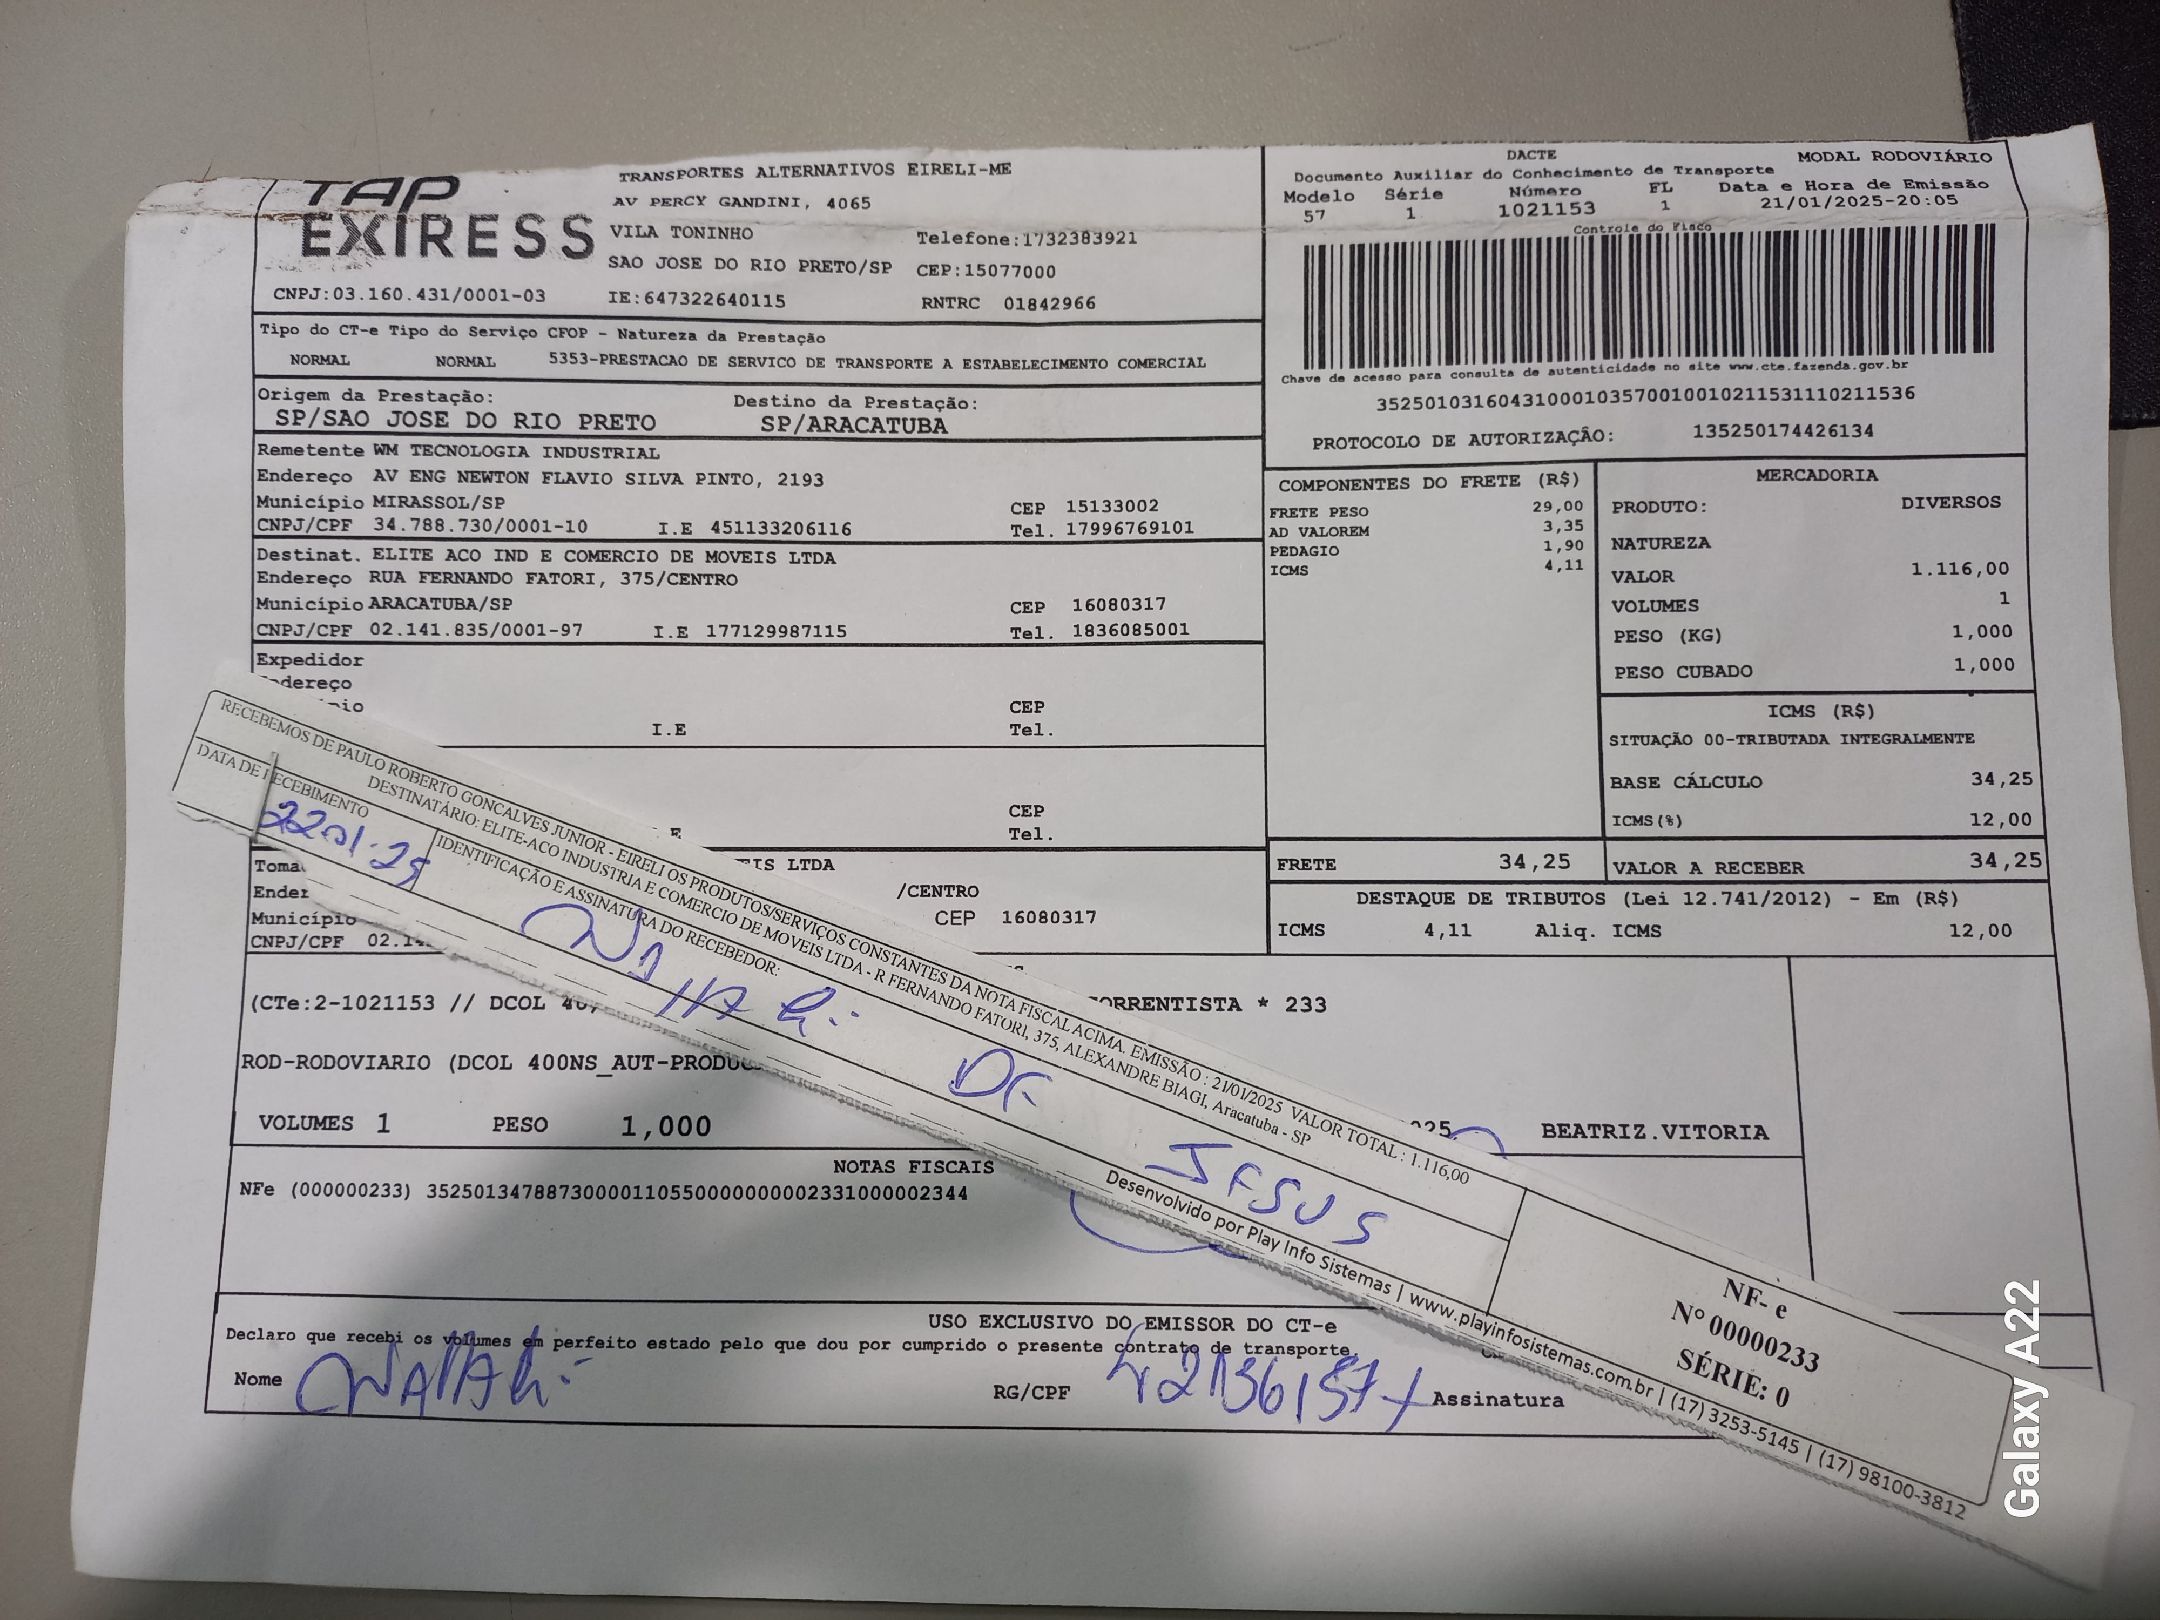 TAP
EXIRESS
TRANSPORTES ALTERNATIVOS EIRELI-ME
AV PERCY GANDINI, 4065
VILA TONINHO Telefone:1732383921
SAO JOSE DO RIO PRETO/SP CEP:15077000
CNPJ:03.160.431/0001-03 IE:647322640115 RNTRC 01842966
DACTE MODAL RODOVIÁRIO
Documento Auxiliar do Conhecimento de Transporte
Modelo Série Número FL Data e Hora de Emissão
57 1 1021153 1 21/01/2025-20:05
Controle do Fisco
Chave de acesso para consulta de autenticidade no site www.cte.fazenda.gov.br
35250103160431000103570010010211531110211536
PROTOCOLO DE AUTORIZAÇÃO: 135250174426134
Tipo do CT-e Tipo do Serviço CFOP - Natureza da Prestação
NORMAL NORMAL 5353-PRESTACAO DE SERVICO DE TRANSPORTE A ESTABELECIMENTO COMERCIAL
Origem da Prestação: Destino da Prestação:
SP/SAO JOSE DO RIO PRETO SP/ARACATUBA
Remetente WM TECNOLOGIA INDUSTRIAL
Endereço AV ENG NEWTON FLAVIO SILVA PINTO, 2193
Município MIRASSOL/SP CEP 15133002
CNPJ/CPF 34.788.730/0001-10 I.E 451133206116 Tel. 17996769101
Destinat. ELITE ACO IND E COMERCIO DE MOVEIS LTDA
Endereço RUA FERNANDO FATORI, 375/CENTRO
Município ARACATUBA/SP CEP 16080317
CNPJ/CPF 02.141.835/0001-97 I.E 177129987115 Tel. 1836085001
Expedidor
dereço
io CEP
I.E Tel.
CEP
E Tel.
Toma EIS LTDA
Ender /CENTRO
Município CEP 16080317
CNPJ/CPF 02.14
COMPONENTES DO FRETE (R$)
FRETE PESO 29,00
AD VALOREM 3,35
PEDAGIO 1,90
ICMS 4,11
MERCADORIA
PRODUTO: DIVERSOS
NATUREZA
VALOR 1.116,00
VOLUMES 1
PESO (KG) 1,000
PESO CUBADO 1,000
ICMS (R$)
SITUAÇÃO 00-TRIBUTADA INTEGRALMENTE
BASE CÁLCULO 34,25
ICMS(%) 12,00
FRETE 34,25 VALOR A RECEBER 34,25
DESTAQUE DE TRIBUTOS (Lei 12.741/2012) - Em (R$)
ICMS 4,11 Aliq. ICMS 12,00
(CTe:2-1021153 // DCOL 40 ORRENTISTA * 233
ROD-RODOVIARIO (DCOL 400NS_AUT-PRODU
VOLUMES 1 PESO 1,000 025 BEATRIZ.VITORIA
NOTAS FISCAIS
NFe (000000233) 35250134788730000110550000000002331000002344
USO EXCLUSIVO DO EMISSOR DO CT-e
Declaro que recebi os volumes em perfeito estado pelo que dou por cumprido o presente contrato de transporte.
Nome RG/CPF Assinatura
RECEBEMOS DE PAULO ROBERTO GONCALVES JUNIOR - EIRELI OS PRODUTOS/SERVIÇOS CONSTANTES DA NOTA FISCAL ACIMA. EMISSÃO : 21/01/2025 VALOR TOTAL : 1.116,00
DESTINATÁRIO: ELITE-ACO INDUSTRIA E COMERCIO DE MOVEIS LTDA - R FERNANDO FATORI, 375, ALEXANDRE BIAGI, Aracatuba - SP
DATA DE RECEBIMENTO IDENTIFICAÇÃO E ASSINATURA DO RECEBEDOR:
22.01.25 JESUS
NF- e
Nº 00000233
SÉRIE: 0
Desenvolvido por Play Info Sistemas | www.playinfosistemas.com.br | (17) 3253-5145 | (17) 98100-3812
Galaxy A22